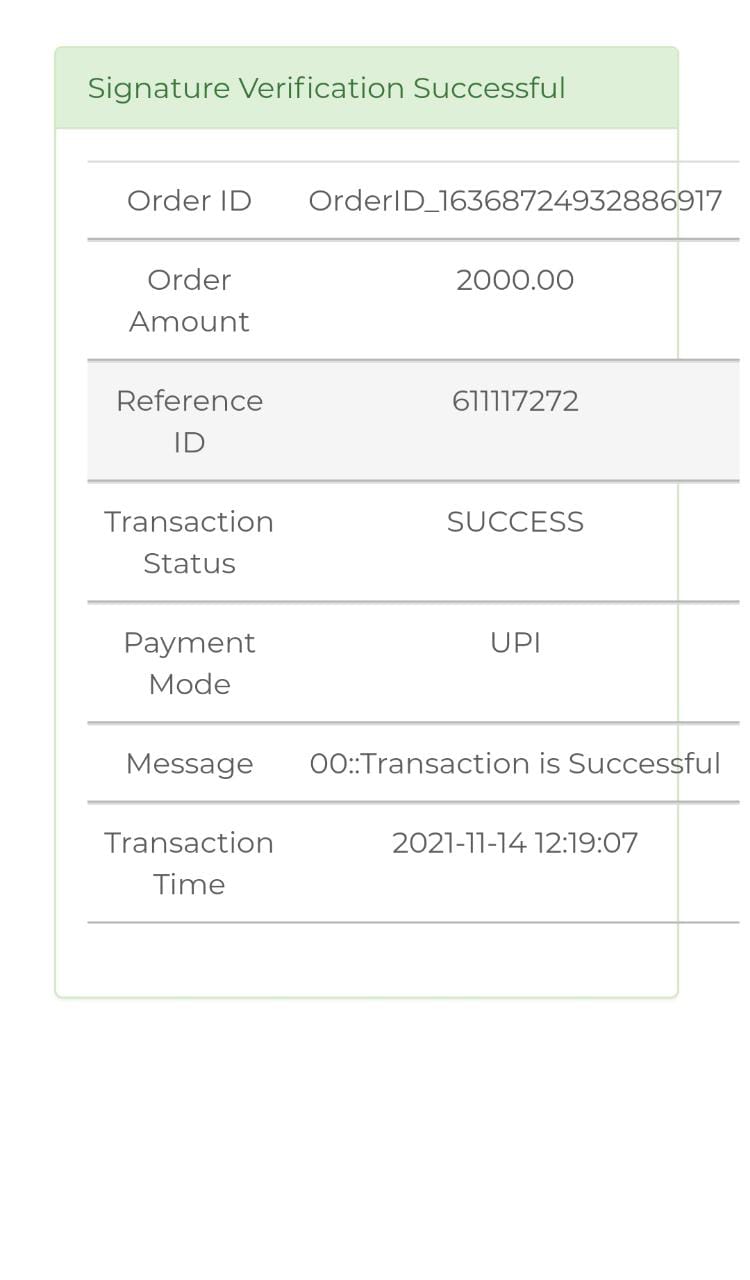 Signature Verification Successful
Order ID OrderID_16368724932886917
Order 2000.00
Amount
Reference 611117272
ID
Transaction SUCCESS
Status
Payment UPI
Mode
Message 00::Transaction is Successful
Transaction 2021-11-14 12:19:07
Time